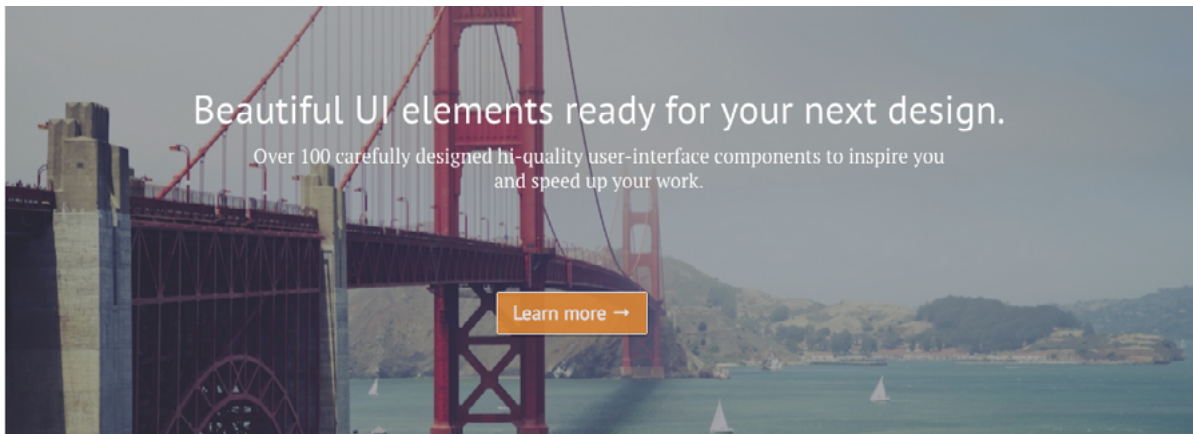 Beautiful UI elements ready for your next design.
Over 100 carefully designed hi-quality user-interface components to inspire you
and speed up your work.
Learn more →